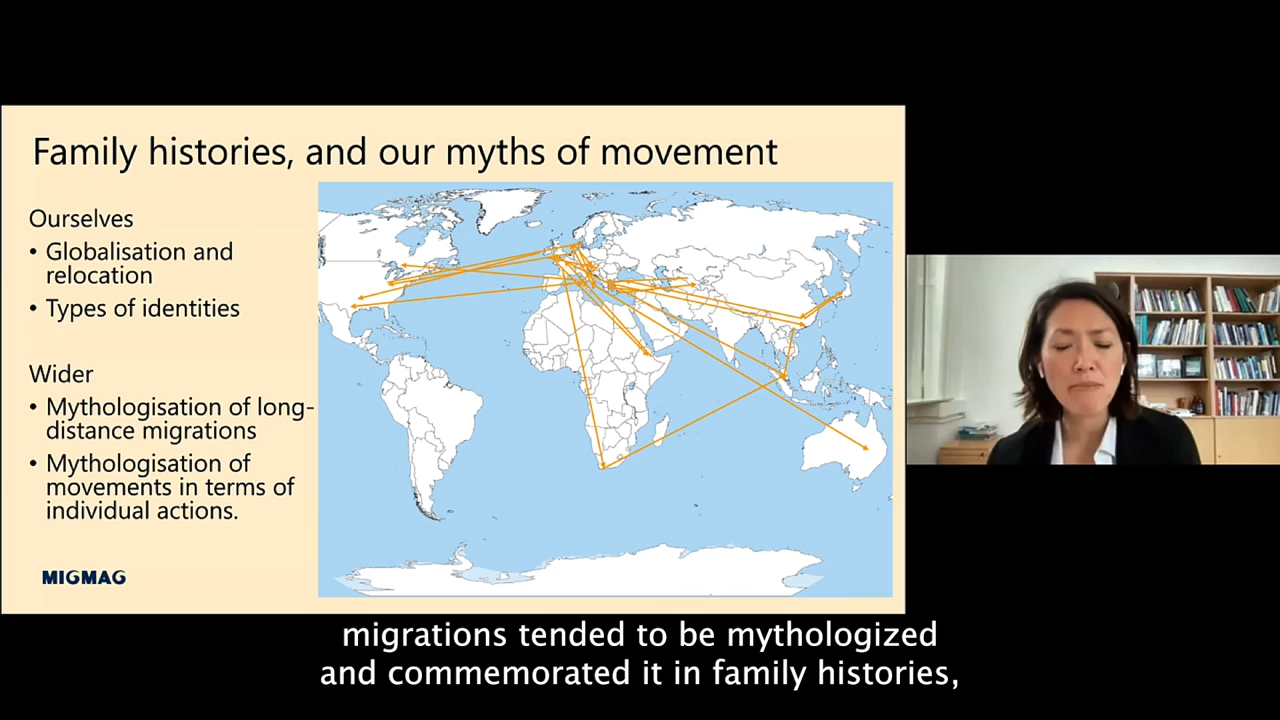 Family histories, and our myths of movement
Ourselves
• Globalisation and
relocation
• Types of identities
Wider
• Mythologisation of long-
distance migrations
• Mythologisation of
movements in terms of
individual actions.
MIGMAG
migrations tended to be mythologized
and commemorated it in family histories,